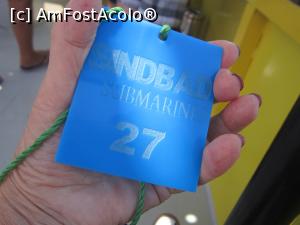 [c] AmFostAcolo®
SINDBAD
SUBMARINE
27